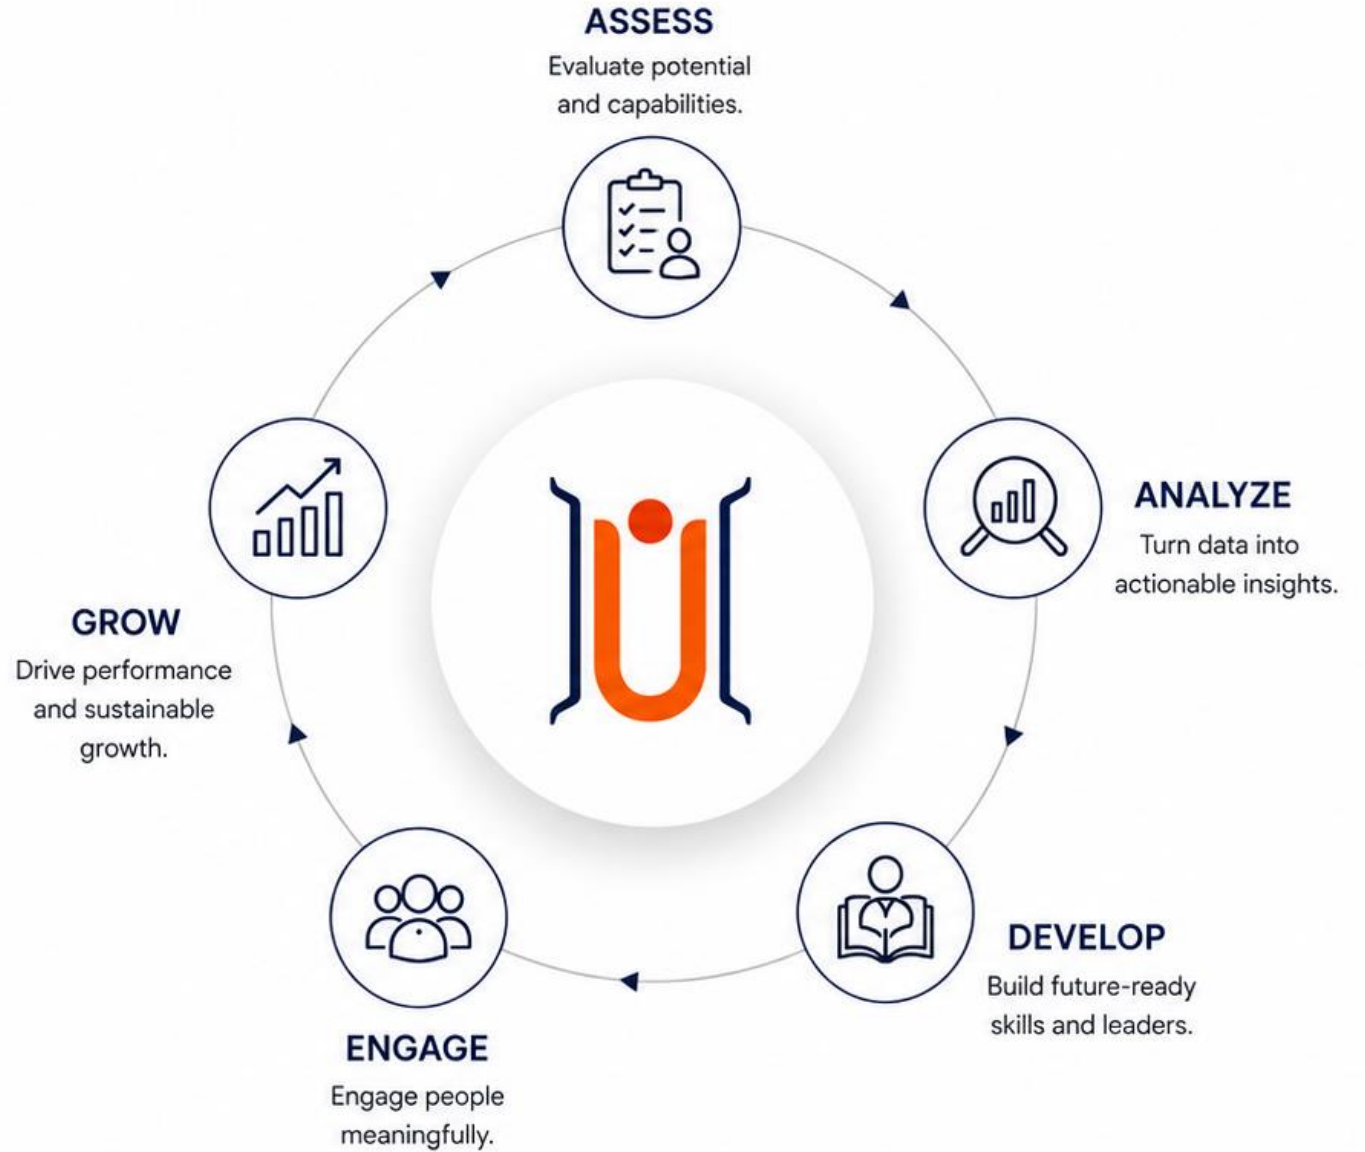 ASSESS
Evaluate potential
and capabilities.
ANALYZE
Turn data into
actionable insights.
GROW
Drive performance
and sustainable
growth.
DEVELOP
Build future-ready
skills and leaders.
ENGAGE
Engage people
meaningfully.